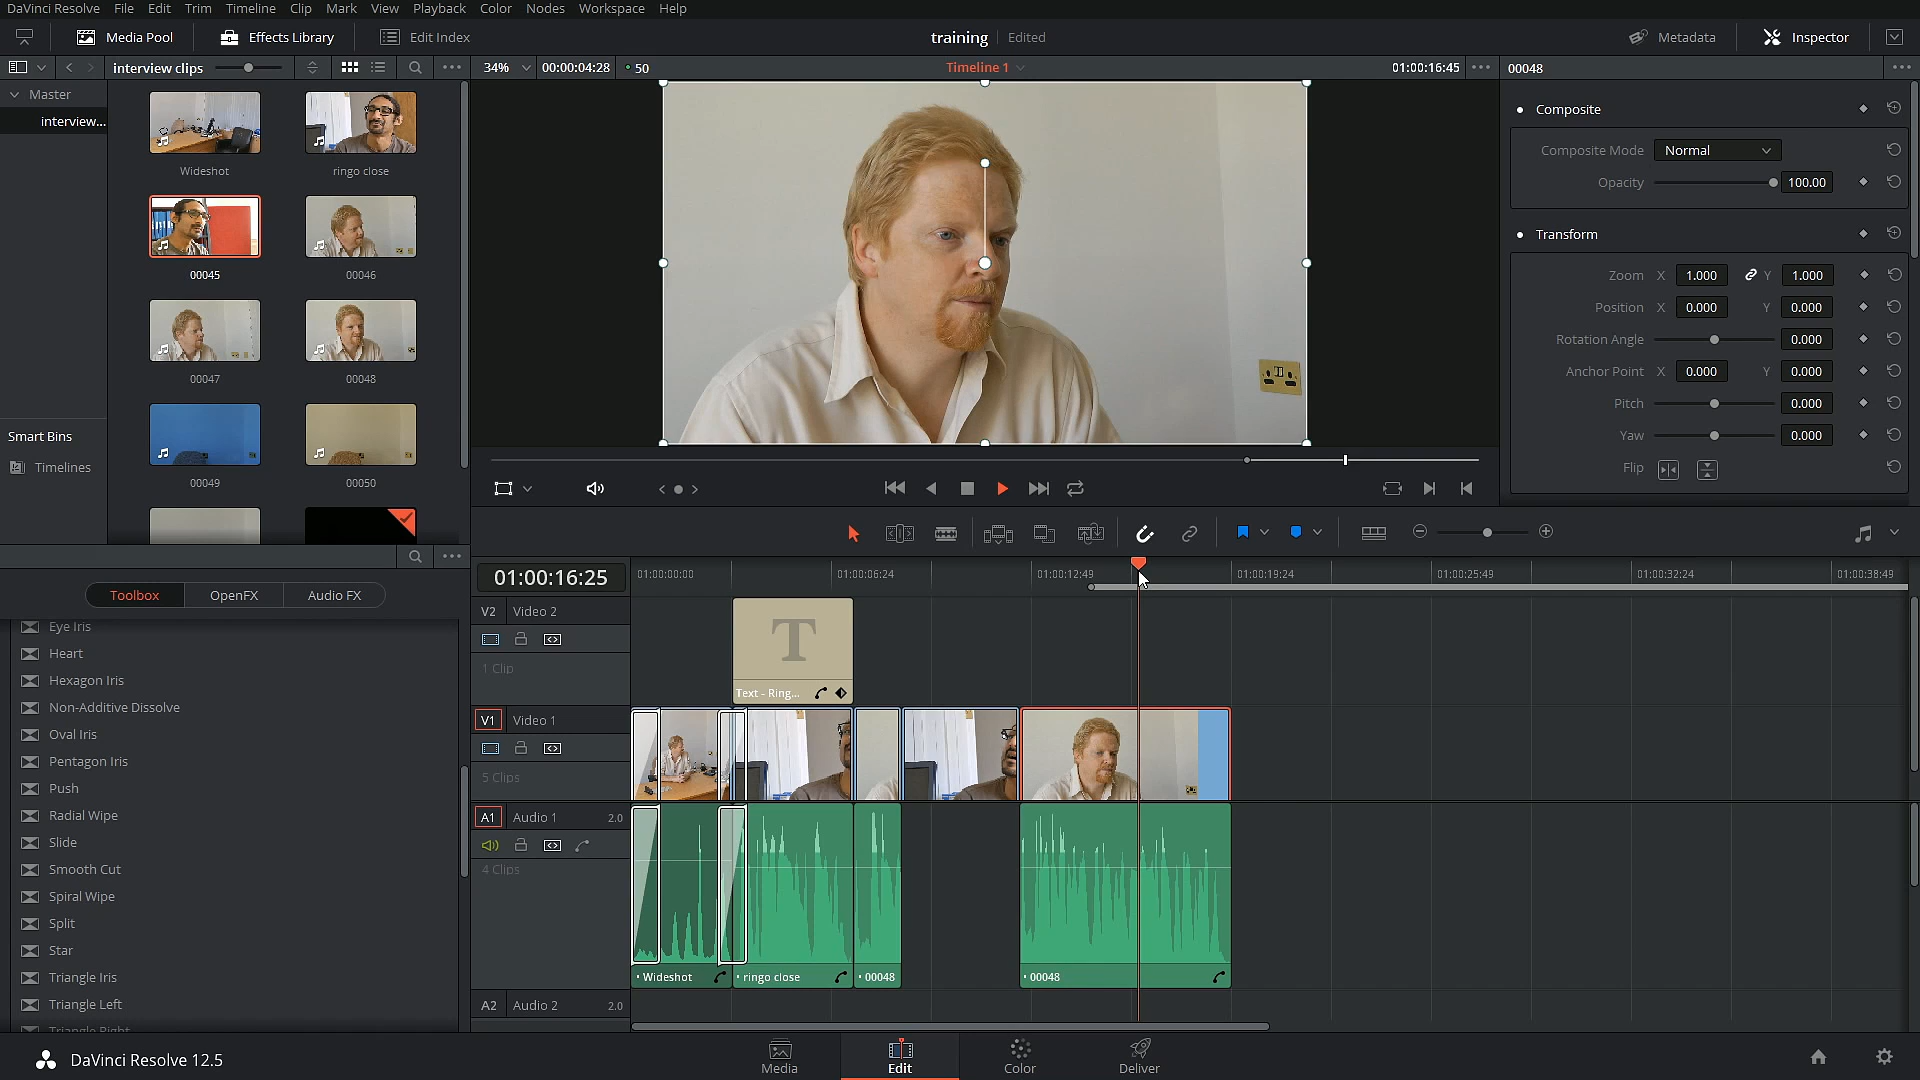 DaVinci Resolve File Edit Trim Timeline Clip Mark View Playback Color Nodes Workspace Help
Media Pool Effects Library Edit Index training Edited Metadata Inspector
interview clips 34% 00:00:04:28 50 Timeline 1 01:00:16:45 00048
Master
interview...
Wideshot ringo close
00045 00046
00047 00048
00049 00050
Smart Bins
Timelines
Composite
Composite Mode Normal
Opacity 100.00
Transform
Zoom X 1.000 Y 1.000
Position X 0.000 Y 0.000
Rotation Angle 0.000
Anchor Point X 0.000 Y 0.000
Pitch 0.000
Yaw 0.000
Flip
Toolbox OpenFX Audio FX
Eye Iris
Heart
Hexagon Iris
Non-Additive Dissolve
Oval Iris
Pentagon Iris
Push
Radial Wipe
Slide
Smooth Cut
Spiral Wipe
Split
Star
Triangle Iris
Triangle Left
Triangle Right
01:00:16:25 01:00:00:00 01:00:06:24 01:00:12:49 01:00:19:24 01:00:25:49 01:00:32:24 01:00:38:49
V2 Video 2
1 Clip
T
Text - Ring...
V1 Video 1
5 Clips
A1 Audio 1 2.0
4 Clips
Wideshot ringo close 00048 00048
A2 Audio 2 2.0
DaVinci Resolve 12.5 Media Edit Color Deliver